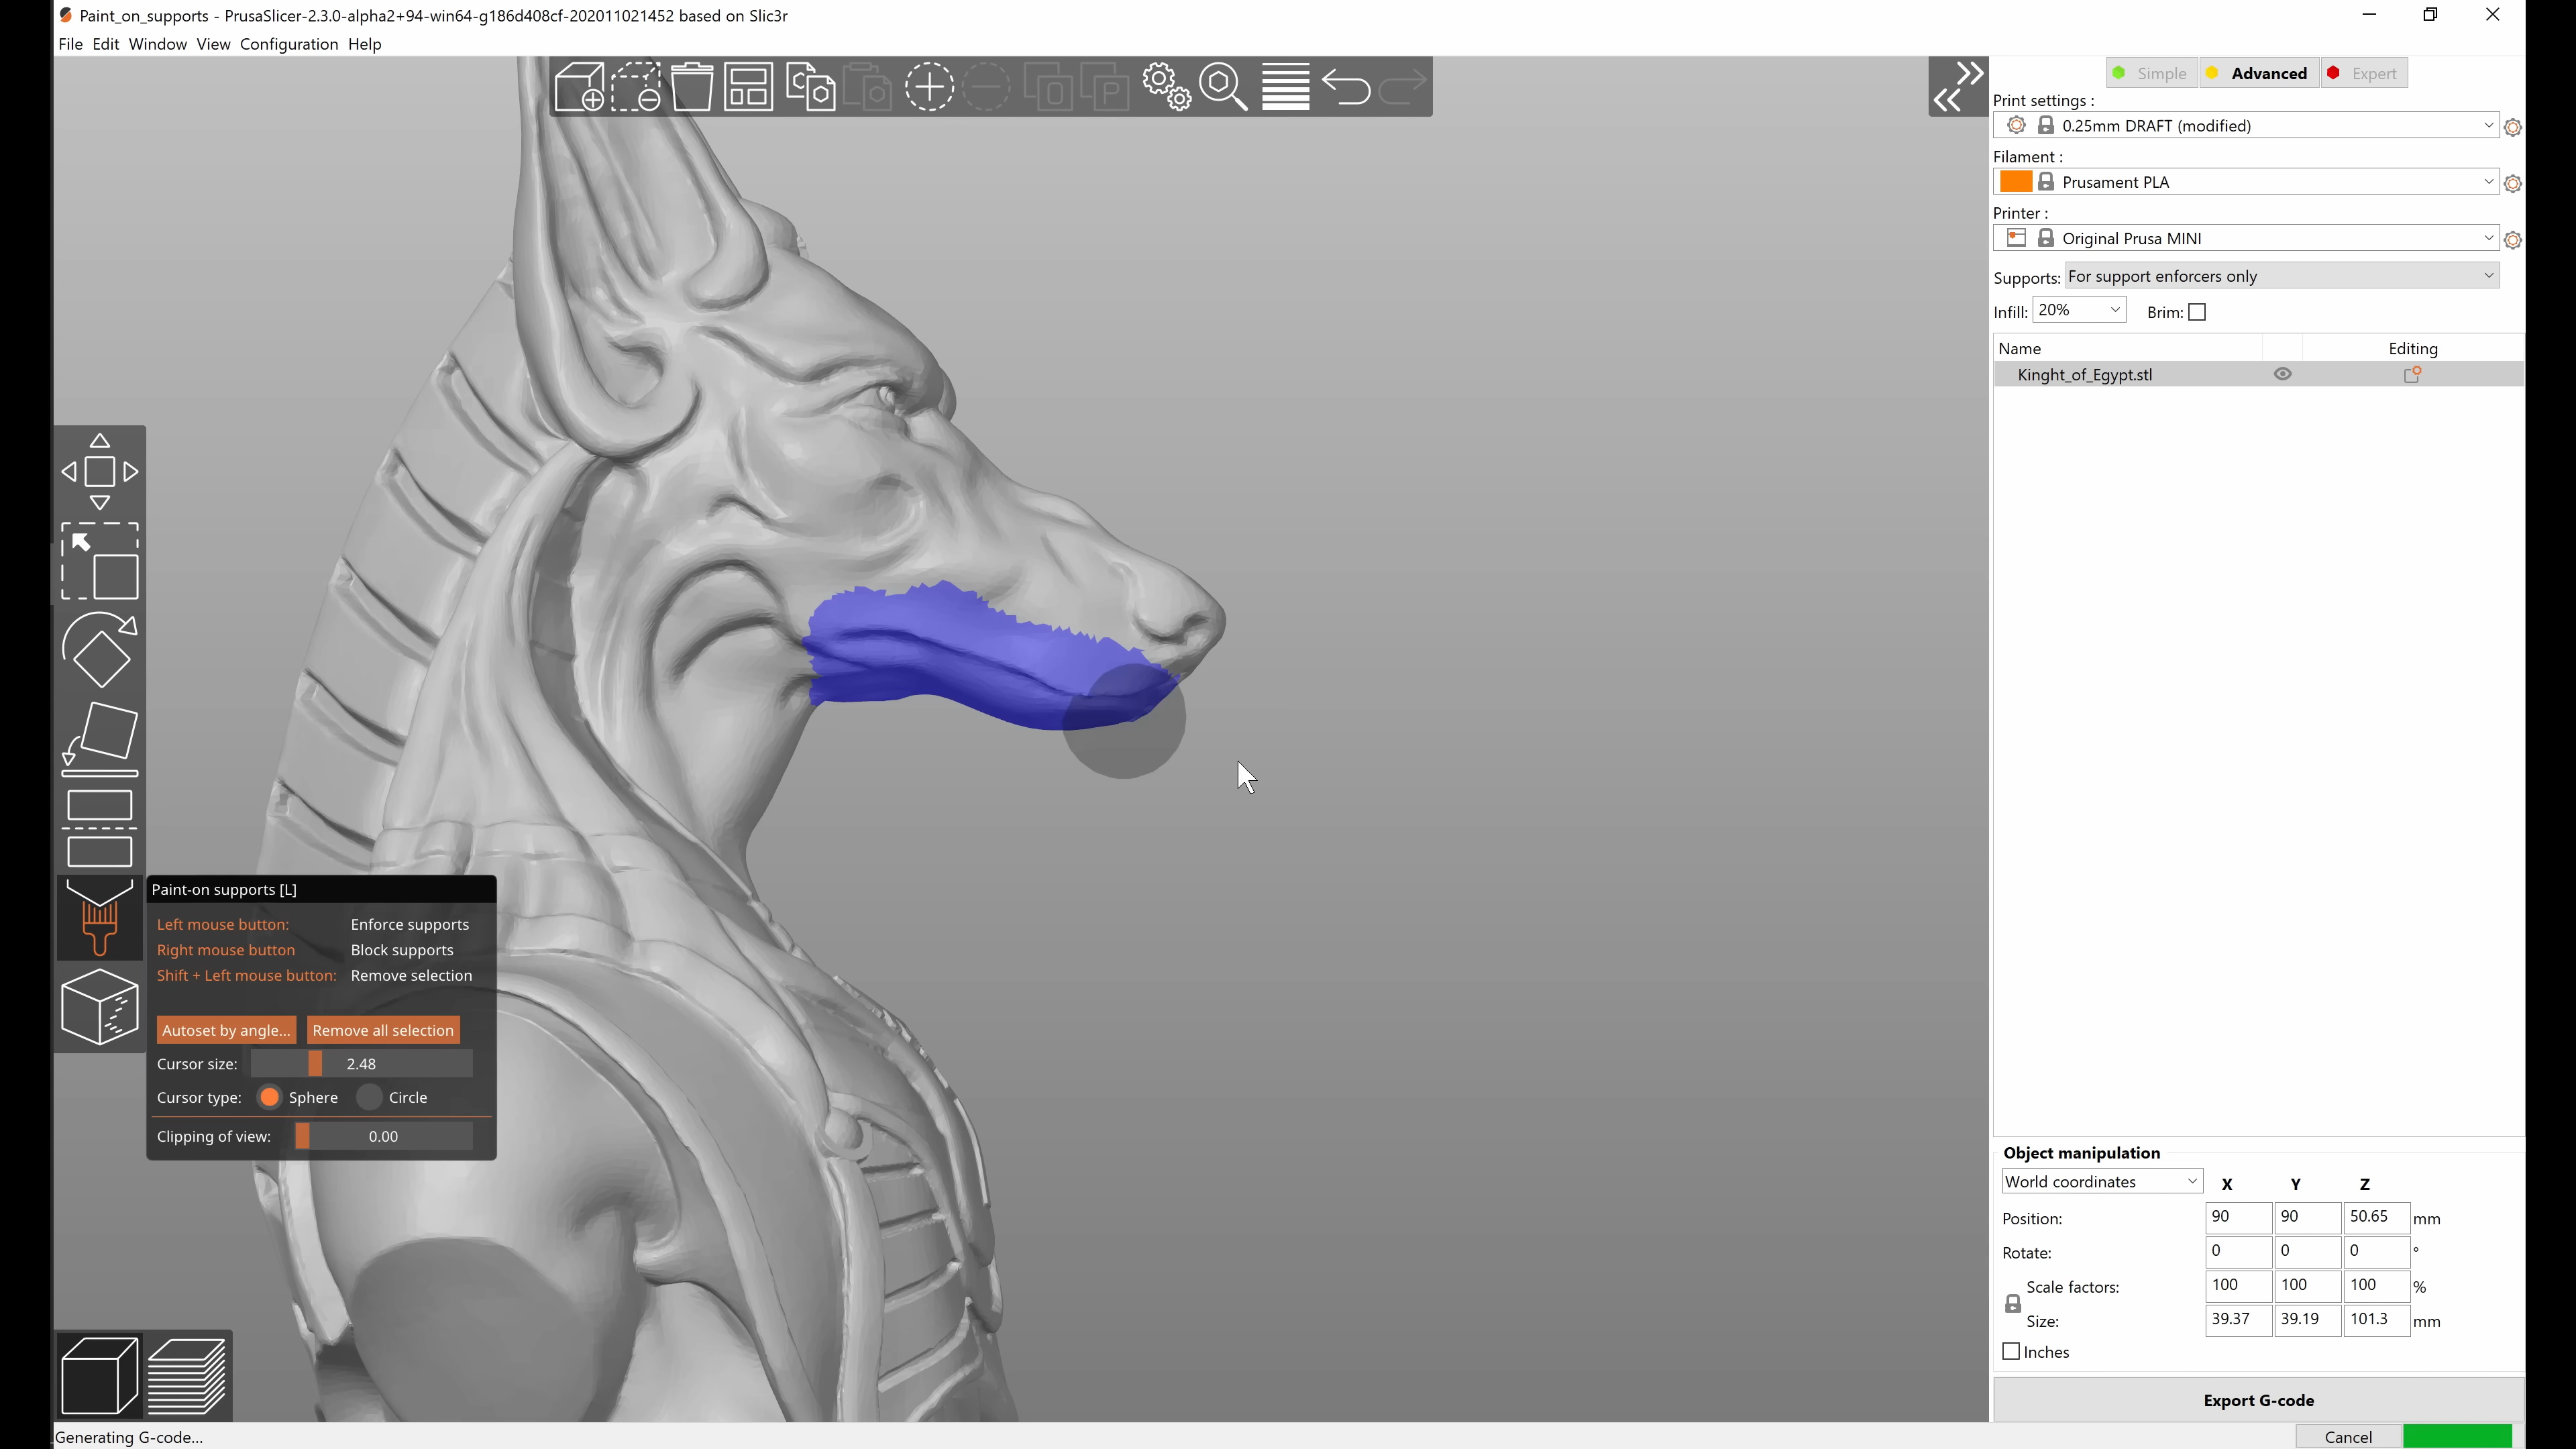 Paint_on_supports - PrusaSlicer-2.3.0-alpha2+94-win64-g186d408cf-202011021452 based on Slic3r
File Edit Window View Configuration Help
Simple Advanced Expert
Print settings :
0.25mm DRAFT (modified)
Filament :
Prusament PLA
Printer :
Original Prusa MINI
Supports: For support enforcers only
Infill: 20% Brim:
Name Editing
Kinght_of_Egypt.stl
Paint-on supports [L]
Left mouse button: Enforce supports
Right mouse button Block supports
Shift + Left mouse button: Remove selection
Autoset by angle... Remove all selection
Cursor size: 2.48
Cursor type: Sphere Circle
Clipping of view: 0.00
Object manipulation
World coordinates X Y Z
Position: 90 90 50.65 mm
Rotate: 0 0 0 °
Scale factors: 100 100 100 %
Size: 39.37 39.19 101.3 mm
Inches
Export G-code
Generating G-code... Cancel